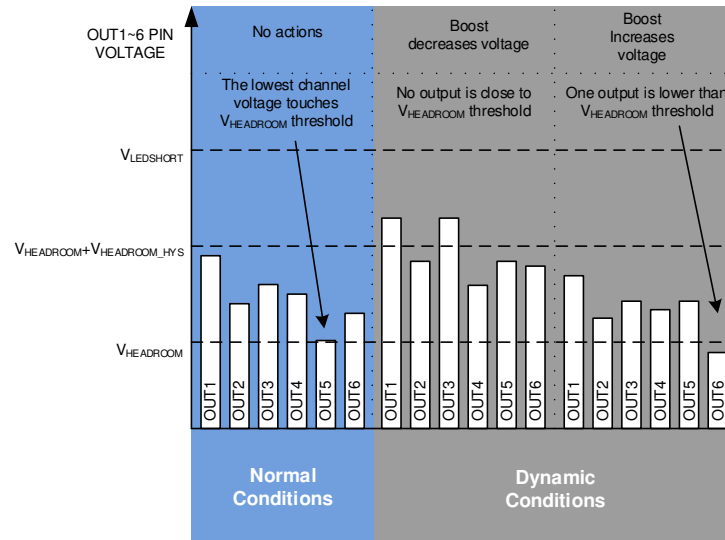 OUT1~6 PIN
VOLTAGE
No actions
Boost
decreases voltage
Boost
Increases
voltage
The lowest channel
voltage touches
VHEADROOM threshold
No output is close to
VHEADROOM threshold
One output is lower than
VHEADROOM threshold
VLEDSHORT
VHEADROOM+VHEADROOM_HYS
VHEADROOM
OUT1
OUT2
OUT3
OUT4
OUT5
OUT6
OUT1
OUT2
OUT3
OUT4
OUT5
OUT6
OUT1
OUT2
OUT3
OUT4
OUT5
OUT6
Normal
Conditions
Dynamic
Conditions